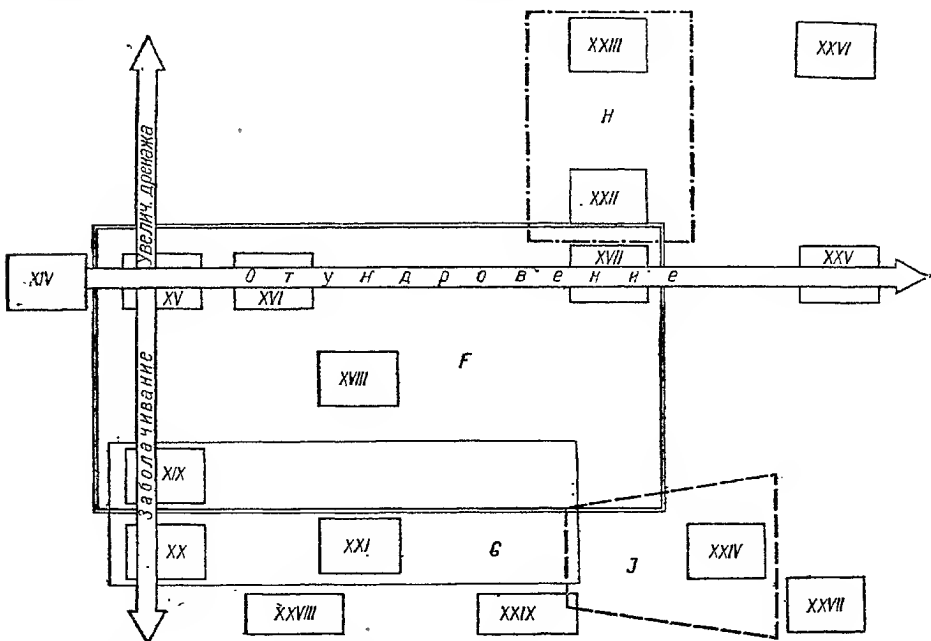 XXIII
XXVI
H
XXII
Увелич. дренажа
XIV
XV
XVI
Отундровение
XVII
XXV
XVIII
F
Заболачивание
XIX
XX
XXI
G
J
XXIV
XXVIII
XXIX
XXVII